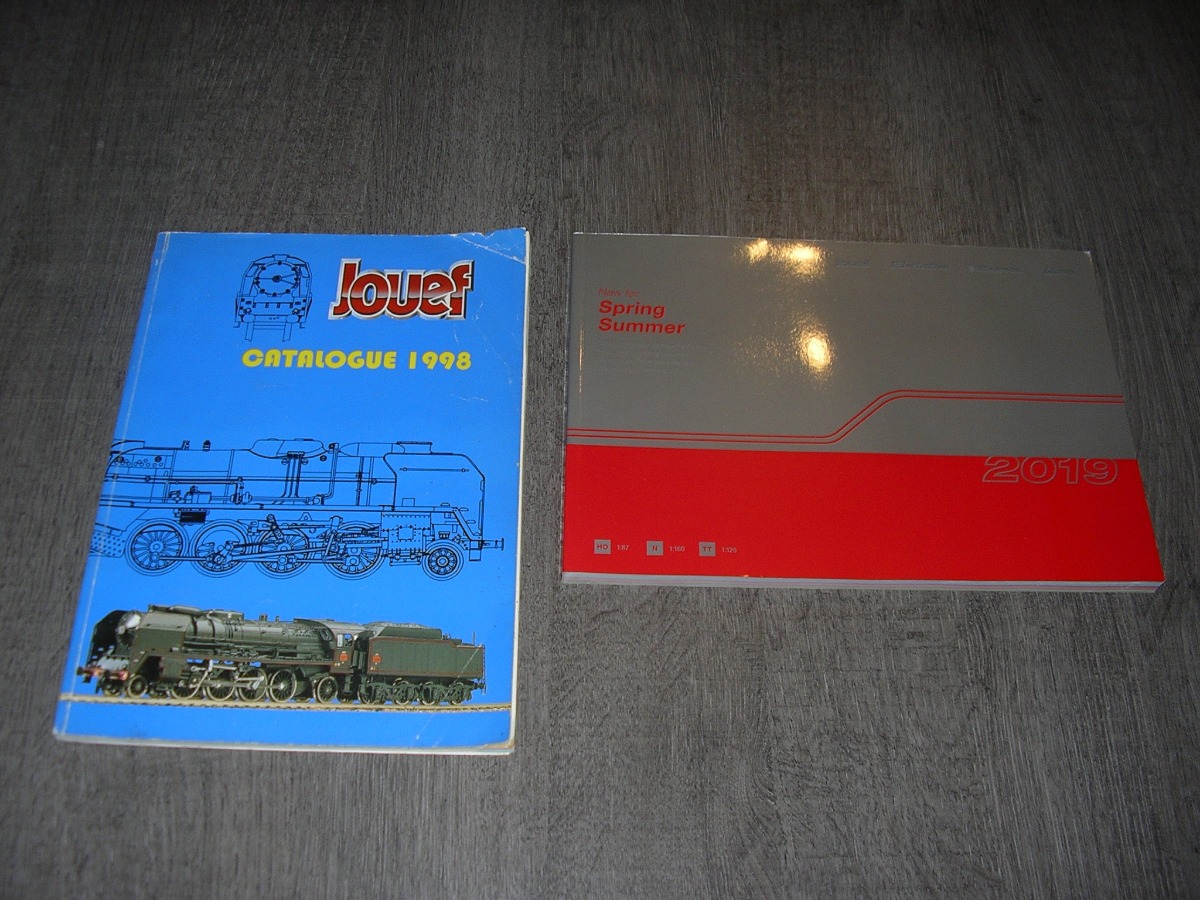 Jouef
CATALOGUE 1998
New for
Spring
Summer
2019
HO 1:87 N 1:160 TT 1:120